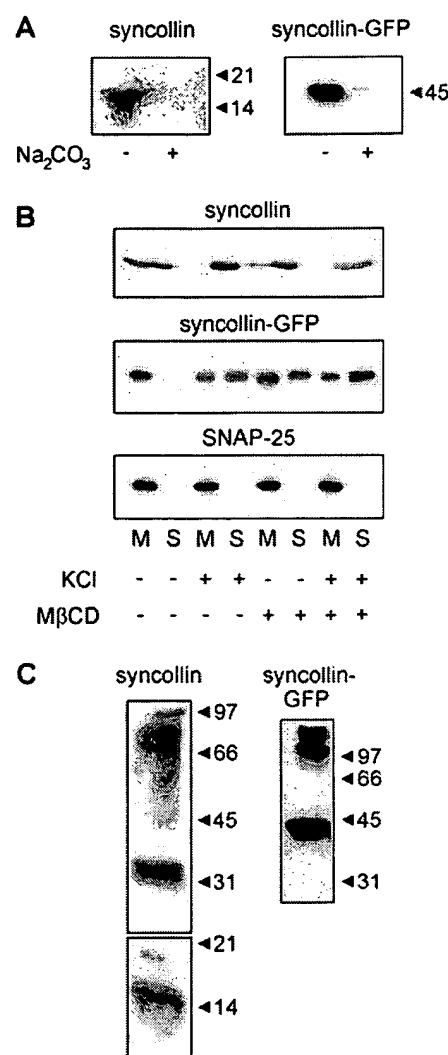 A
syncollin syncollin-GFP
◄21
◄14
◄45
Na₂CO₃ - + - +
B
syncollin
syncollin-GFP
SNAP-25
M S M S M S M S
KCl - - + + - - + +
MβCD - - - - + + + +
C
syncollin syncollin-
GFP
◄97
◄66
◄45
◄31
◄21
◄14
◄97
◄66
◄45
◄31